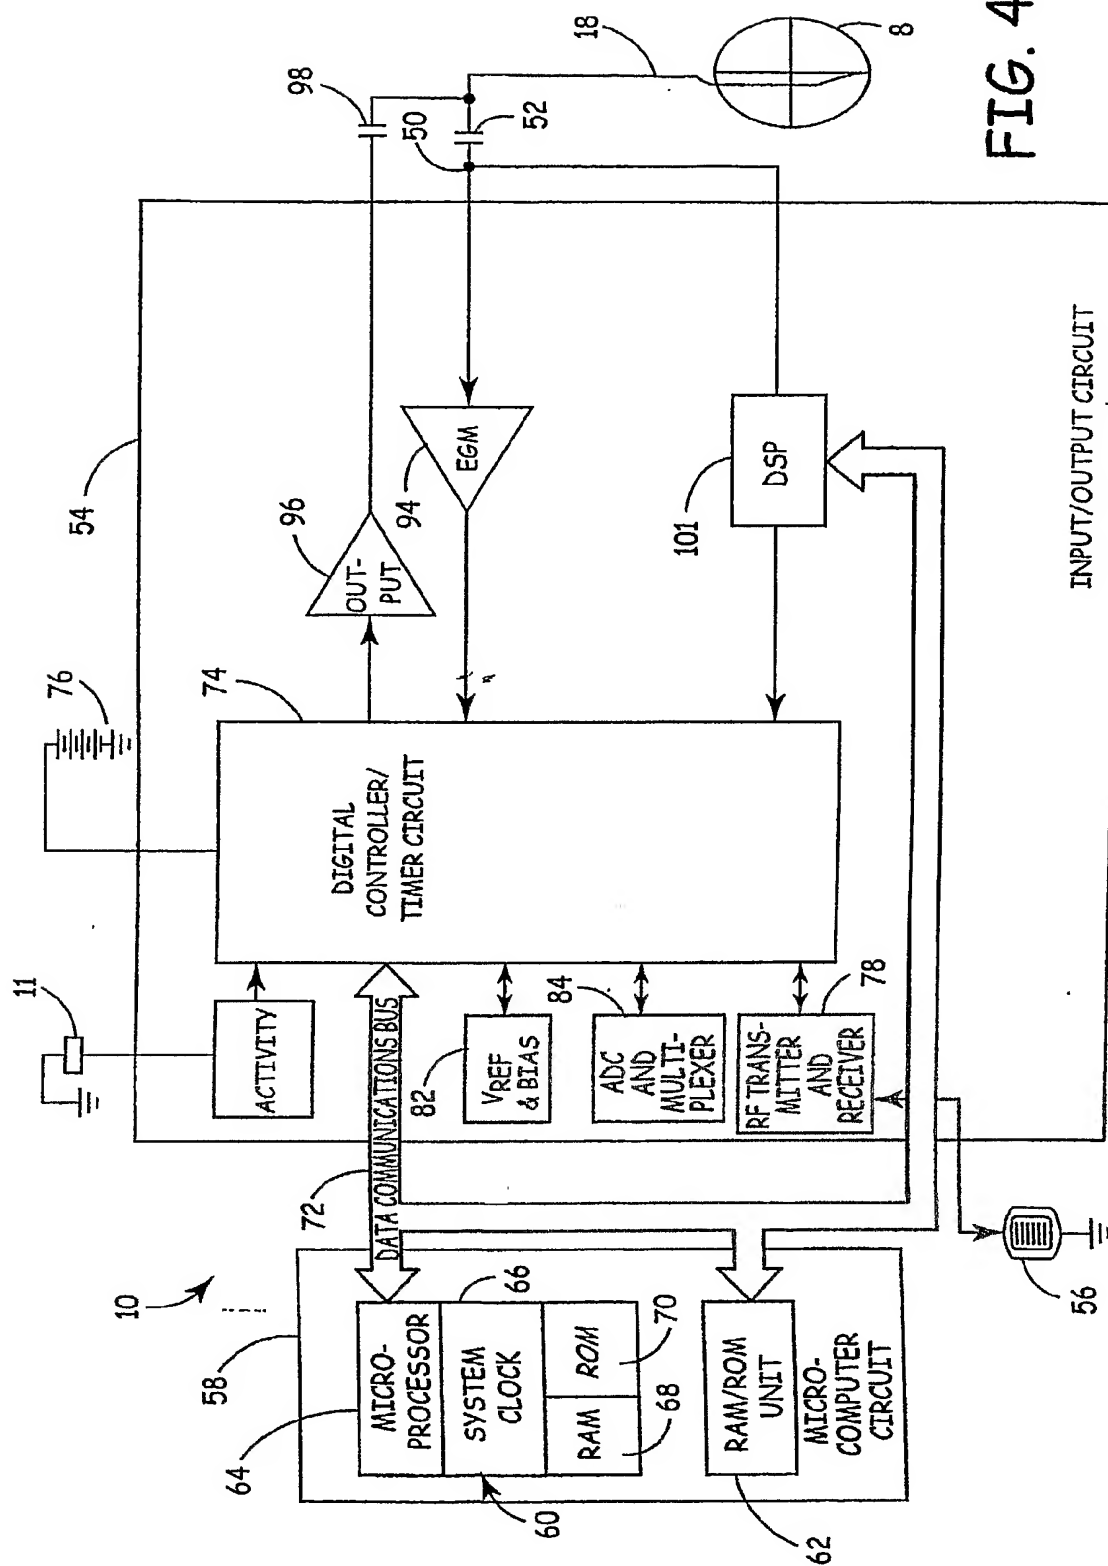 10
58
64
MICRO-
PROCESSOR
66
SYSTEM
CLOCK
60
RAM
ROM
68
70
62
RAM/ROM
UNIT
MICRO-
COMPUTER
CIRCUIT
72
DATA COMMUNICATIONS BUS
56
11
ACTIVITY
82
VREF
& BIAS
84
ADC
AND
MULTI-
PLEXER
78
RF TRANS-
MITTER
AND
RECEIVER
76
74
DIGITAL
CONTROLLER/
TIMER CIRCUIT
54
96
OUT-
PUT
94
EGM
101
DSP
INPUT/OUTPUT CIRCUIT
98
50
52
18
8
FIG. 4